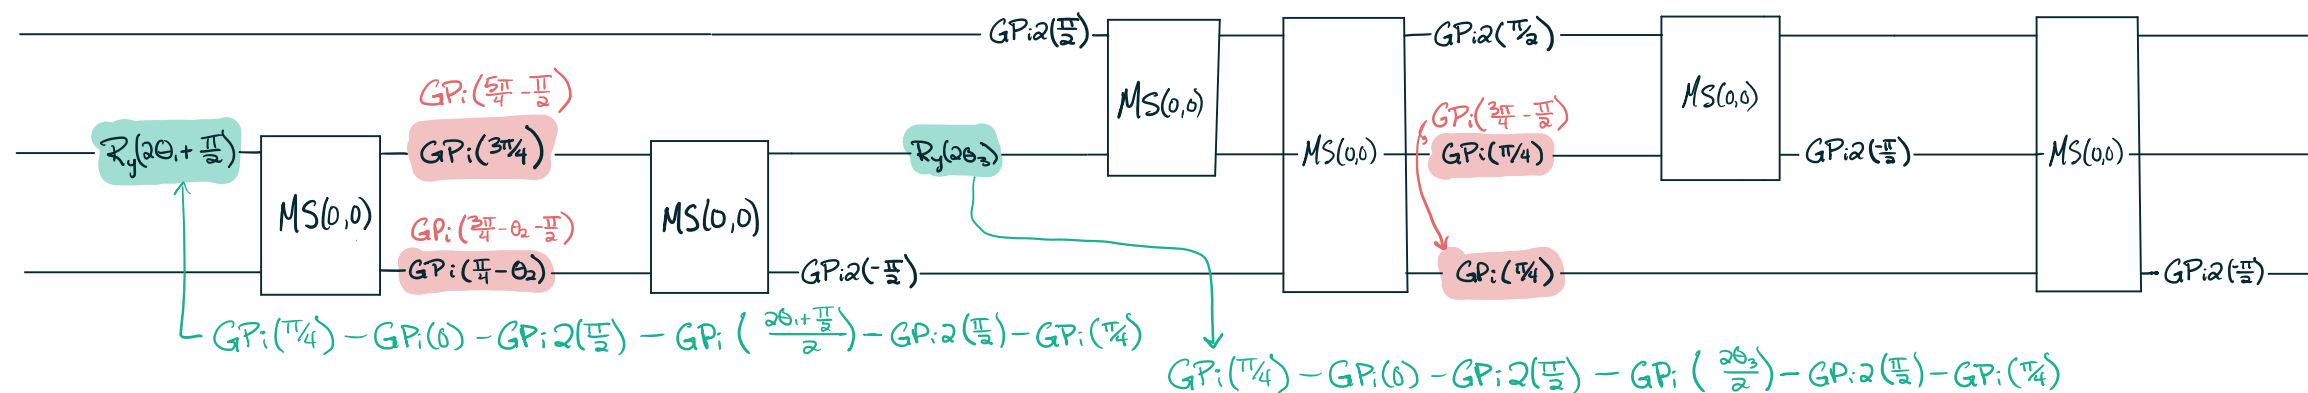 GPi2(π/2) GPi2(π/2)
MS(0,0)
GPi(5π/4 - π/2) MS(0,0) GPi(3π/4 - π/2)
Ry(2θ₁ + π/2) GPi(3π/4) Ry(2θ₃) MS(0,0) GPi(π/4) GPi2(-π/2) MS(0,0)
MS(0,0) MS(0,0)
GPi(3π/4 - θ₂ - π/2)
GPi(π/4 - θ₂) GPi2(-π/2) GPi(π/4) GPi2(-π/2)
GPi(π/4) - GPi(0) - GPi2(π/2) - GPi((2θ₁ + π/2)/2) - GPi2(π/2) - GPi(π/4)
GPi(π/4) - GPi(0) - GPi2(π/2) - GPi(2θ₃/2) - GPi2(π/2) - GPi(π/4)